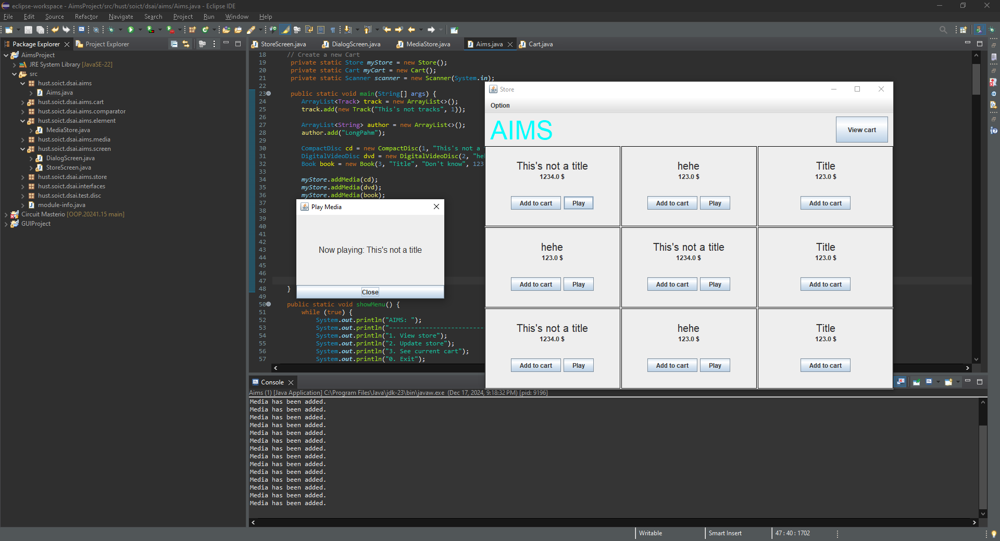 eclipse-workspace - AimsProject/src/hust/soict/dsai/aims/Aims.java - Eclipse IDE
File Edit Source Refactor Navigate Search Project Run Window Help
Package Explorer
Project Explorer
AimsProject
JRE System Library [JavaSE-22]
src
hust.soict.dsai.aims
Aims.java
hust.soict.dsai.aims.cart
hust.soict.dsai.aims.comparator
hust.soict.dsai.aims.element
MediaStore.java
hust.soict.dsai.aims.media
hust.soict.dsai.aims.screen
DialogScreen.java
StoreScreen.java
hust.soict.dsai.aims.store
hust.soict.dsai.interfaces
hust.soict.dsai.test.disc
module-info.java
Circuit Masterio [OOP.20241.15 main]
GUIProject
StoreScreen.java DialogScreen.java MediaStore.java Aims.java Cart.java
18 // Create a new Cart
19 private static Store myStore = new Store();
20 private static Cart myCart = new Cart();
21 private static Scanner scanner = new Scanner(System.in);
22
23 public static void main(String[] args) {
24 ArrayList<Track> track = new ArrayList<>();
25 track.add(new Track("This's not tracks", 1));
26
27 ArrayList<String> author = new ArrayList<>();
28 author.add("LongPahm");
29
30 CompactDisc cd = new CompactDisc(1, "This's not a
31 DigitalVideoDisc dvd = new DigitalVideoDisc(2, "he
32 Book book = new Book(3, "Title", "Don't know", 123
33
34 myStore.addMedia(cd);
35 myStore.addMedia(dvd);
36 myStore.addMedia(book);
37
38
39
40
41
42
43
44
45
46
47
48 }
49
50 public static void showMenu() {
51 while (true) {
52 System.out.println("AIMS: ");
53 System.out.println("--------------------------
54 System.out.println("1. View store");
55 System.out.println("2. Update store");
56 System.out.println("3. See current cart");
57 System.out.println("0. Exit");
Play Media
Now playing: This's not a title
Close
Store
Option
AIMS
View cart
This's not a title
1234.0 $
Add to cart Play
hehe
123.0 $
Add to cart Play
Title
123.0 $
Add to cart
hehe
123.0 $
Add to cart Play
This's not a title
1234.0 $
Add to cart Play
Title
123.0 $
Add to cart
This's not a title
1234.0 $
Add to cart Play
hehe
123.0 $
Add to cart Play
Title
123.0 $
Add to cart
Console
Aims (1) [Java Application] C:\Program Files\Java\jdk-23\bin\javaw.exe (Dec 17, 2024, 9:18:32 PM) [pid: 9196]
Media has been added.
Media has been added.
Media has been added.
Media has been added.
Media has been added.
Media has been added.
Media has been added.
Media has been added.
Media has been added.
Media has been added.
Media has been added.
Media has been added.
Media has been added.
Media has been added.
Writable
Smart Insert
47 : 40 : 1702